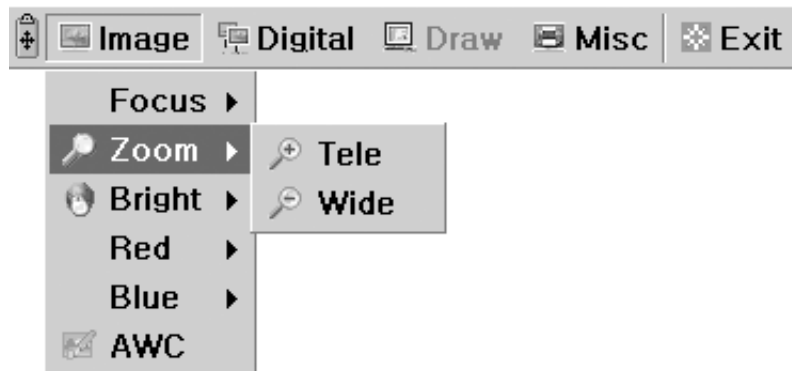 Image Digital Draw Misc Exit
Focus
Zoom
Tele
Bright
Wide
Red
Blue
AWC